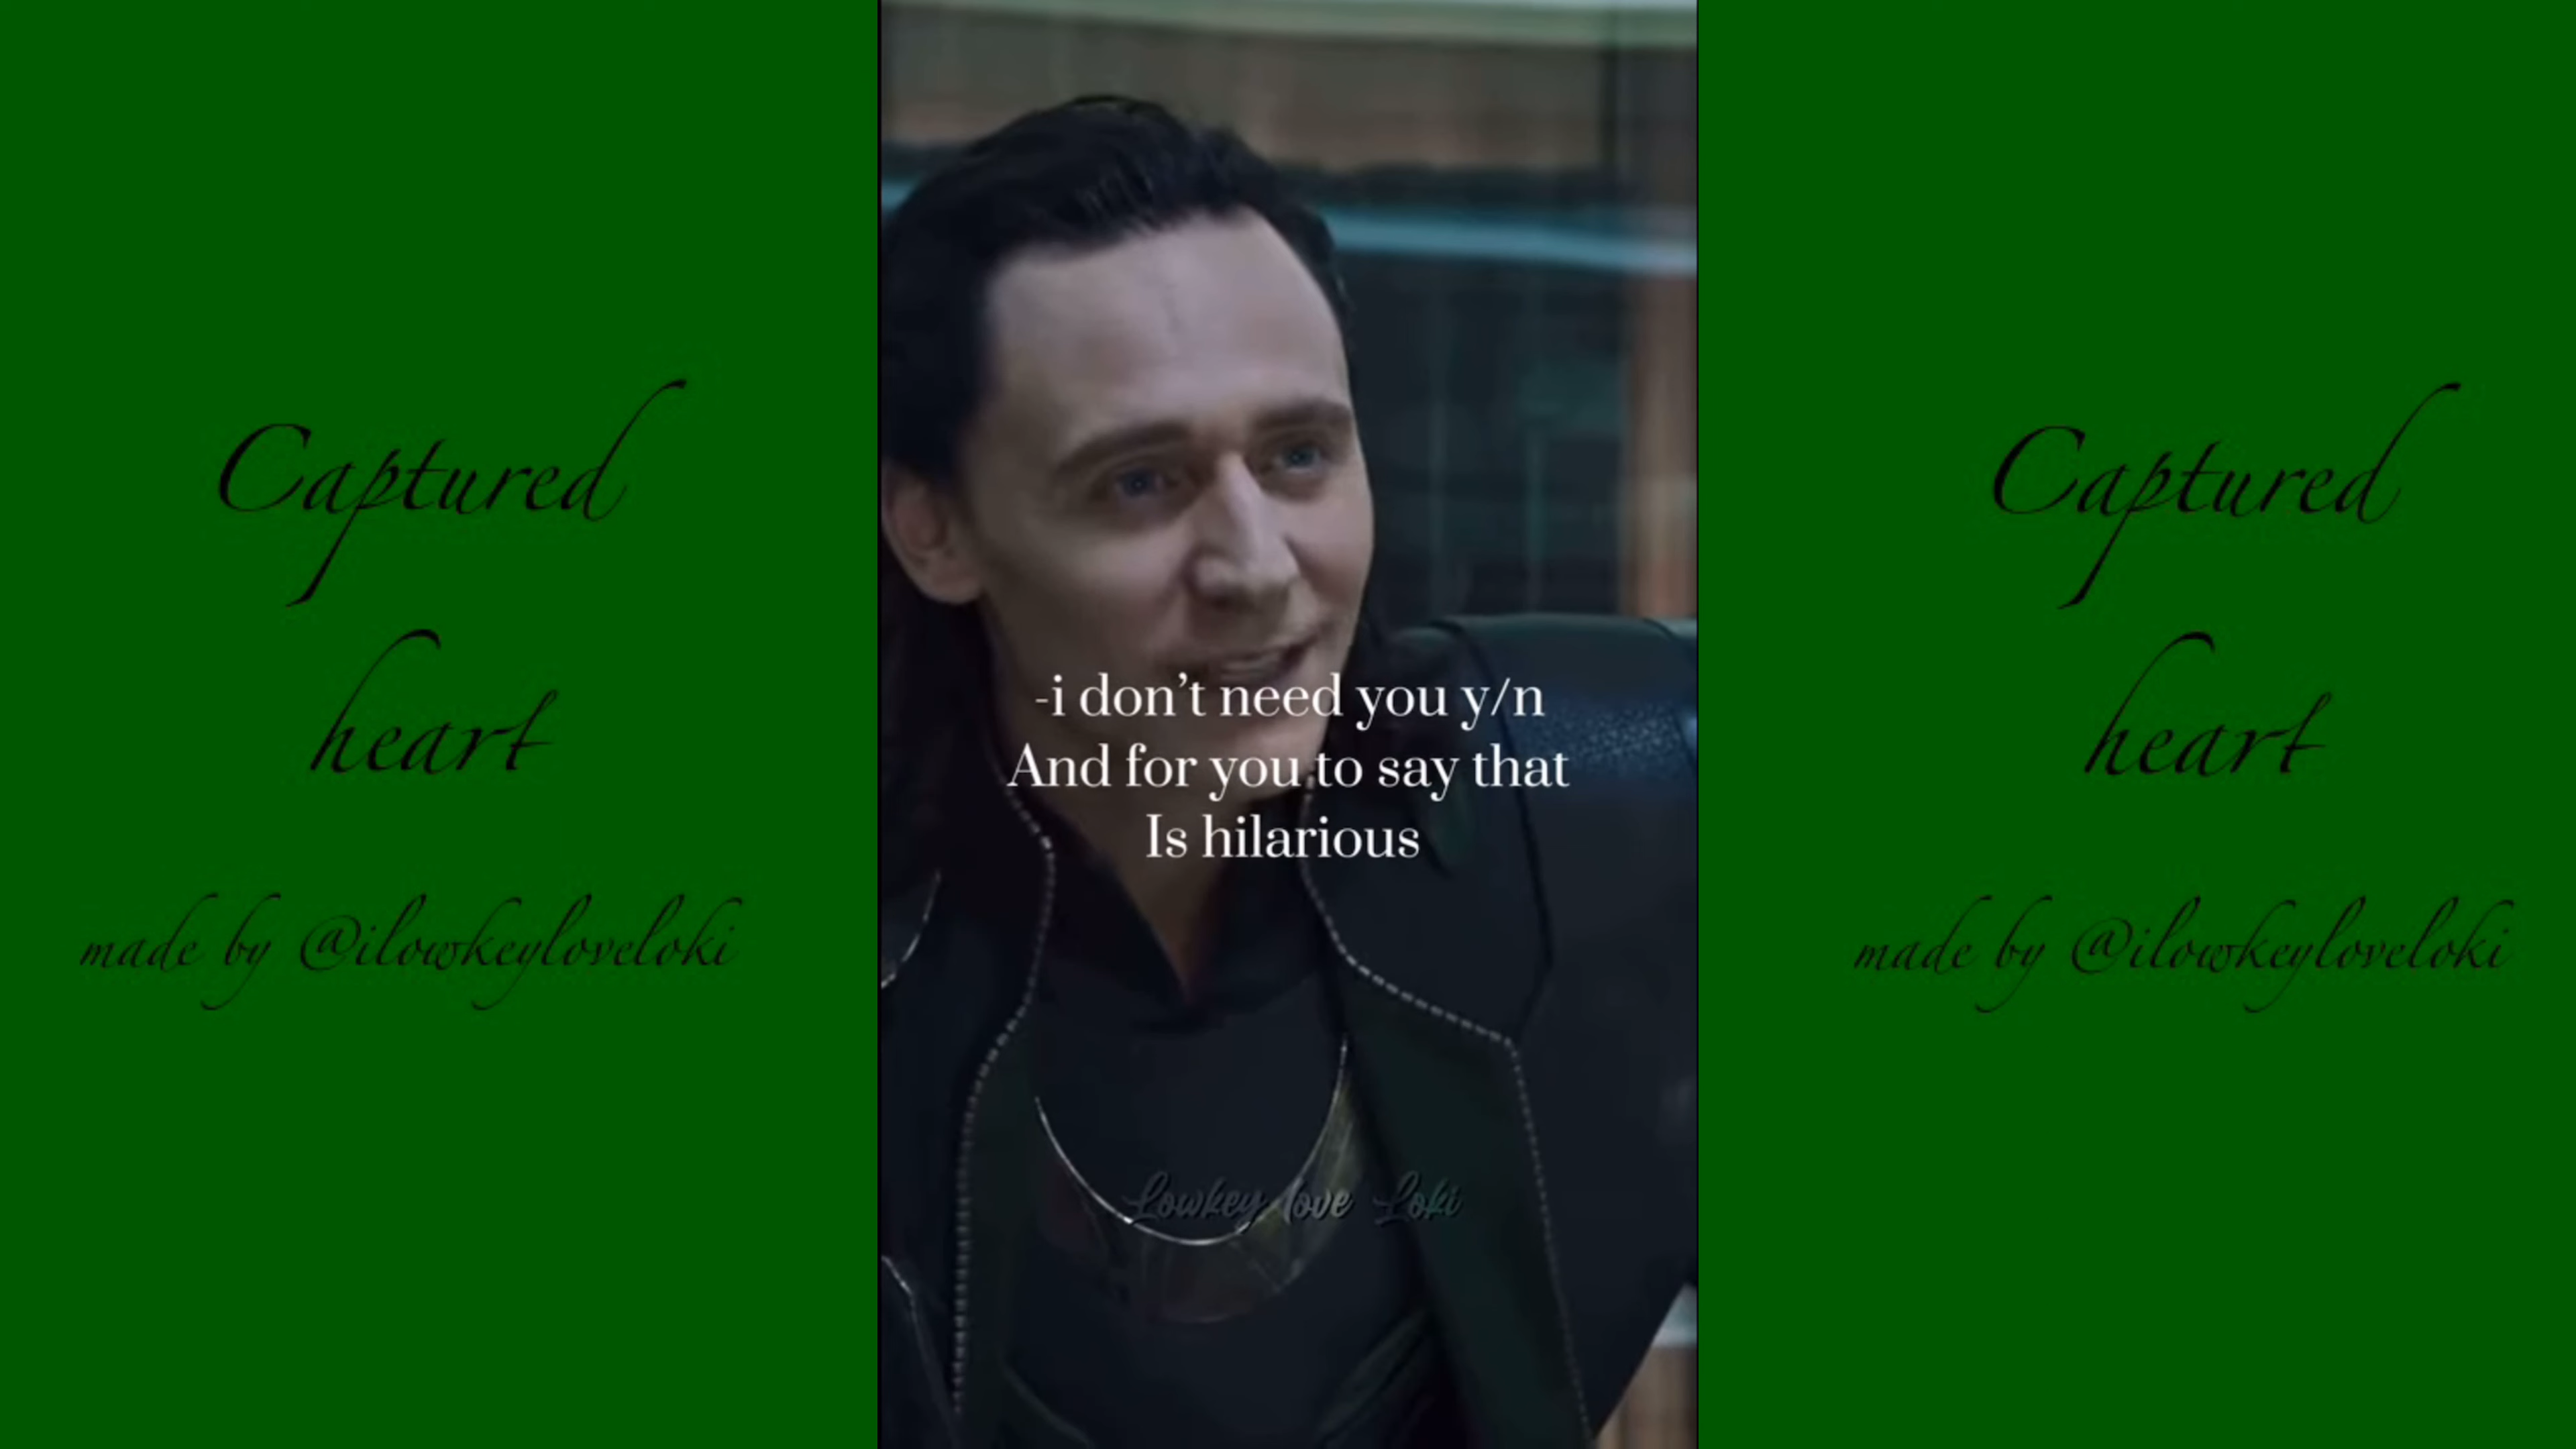 Captured
heart
made by @ilowkeyloveloki
-i don’t need you y/n
And for you to say that
Is hilarious
Lowkey love Loki
Captured
heart
made by @ilowkeyloveloki